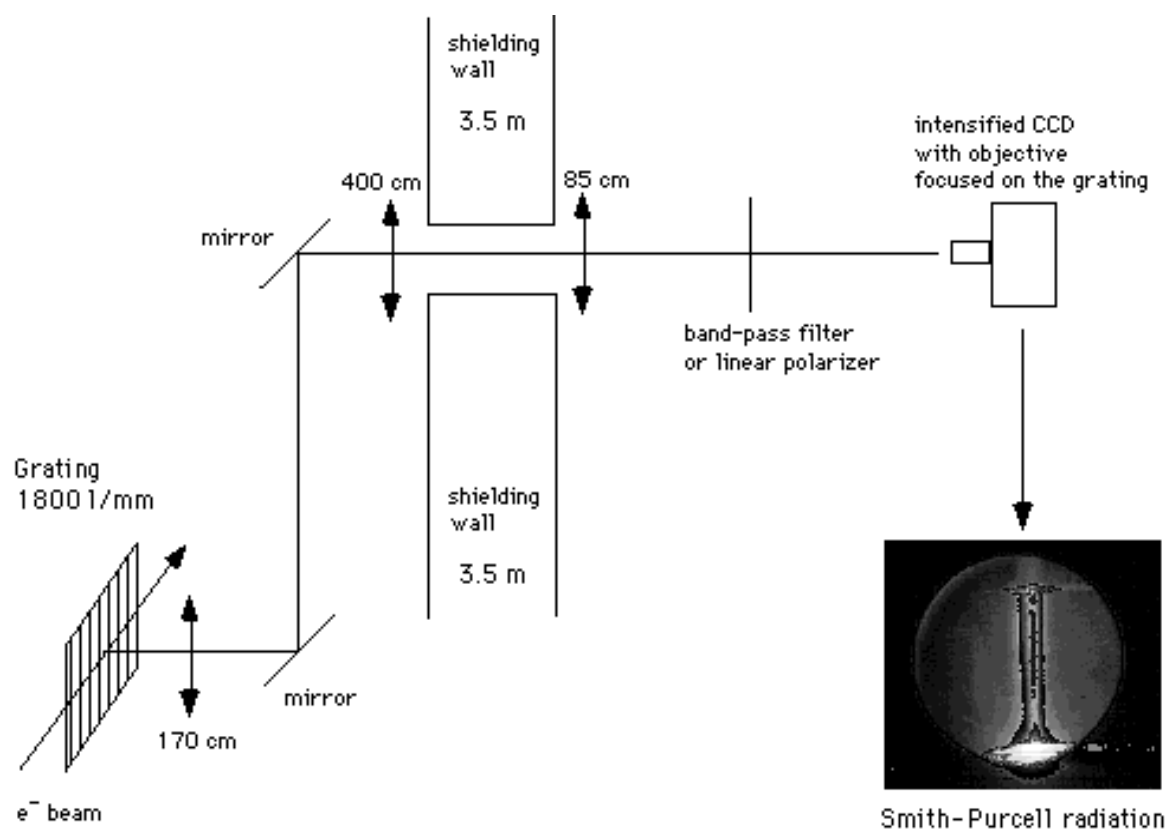 shielding
wall
3.5 m
intensified CCD
with objective
focused on the grating
400 cm
85 cm
mirror
band-pass filter
or linear polarizer
Grating
1800 l/mm
shielding
wall
3.5 m
mirror
170 cm
e⁻ beam
Smith-Purcell radiation